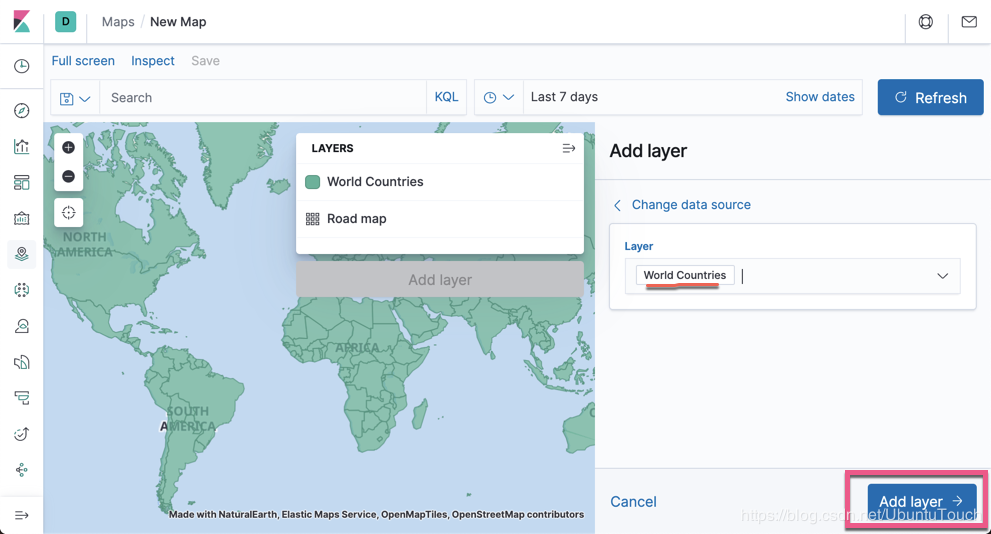 D Maps / New Map
Full screen Inspect Save
Search KQL Last 7 days Show dates Refresh
LAYERS
World Countries
Road map
Add layer
NORTH
AMERICA
AFRICA
SOUTH
AMERICA
Made with NaturalEarth, Elastic Maps Service, OpenMapTiles, OpenStreetMap contributors
Add layer
Change data source
Layer
World Countries
Cancel
Add layer
https://blog.csdn.net/UbuntuTouch